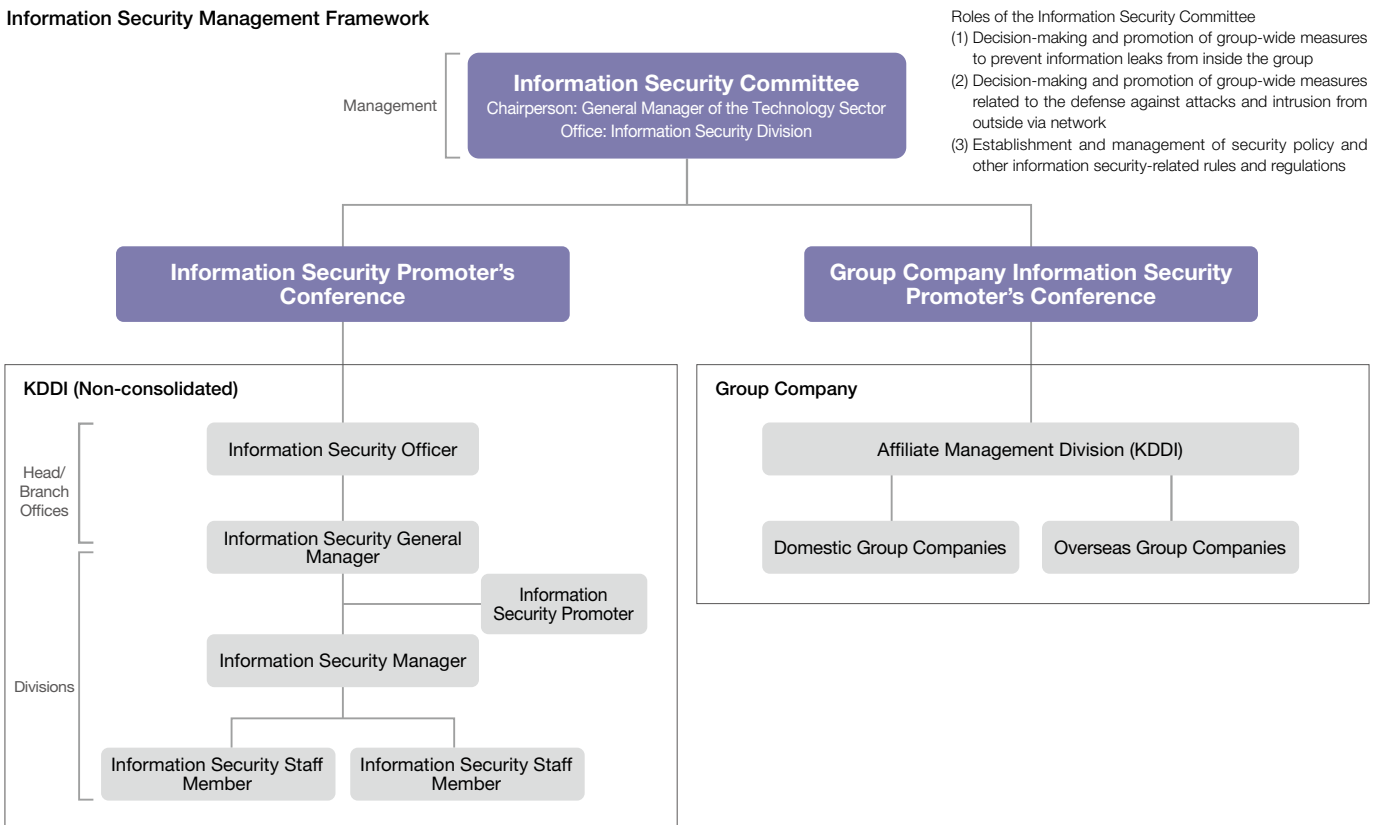 Information Security Management Framework
Roles of the Information Security Committee
(1) Decision-making and promotion of group-wide measures
to prevent information leaks from inside the group
(2) Decision-making and promotion of group-wide measures
related to the defense against attacks and intrusion from
outside via network
(3) Establishment and management of security policy and
other information security-related rules and regulations
Management
Information Security Committee
Chairperson: General Manager of the Technology Sector
Office: Information Security Division
Information Security Promoter’s
Conference
Group Company Information Security
Promoter’s Conference
KDDI (Non-consolidated)
Head/
Branch
Offices
Information Security Officer
Information Security General
Manager
Information
Security Promoter
Divisions
Information Security Manager
Information Security Staff
Member
Information Security Staff
Member
Group Company
Affiliate Management Division (KDDI)
Domestic Group Companies
Overseas Group Companies